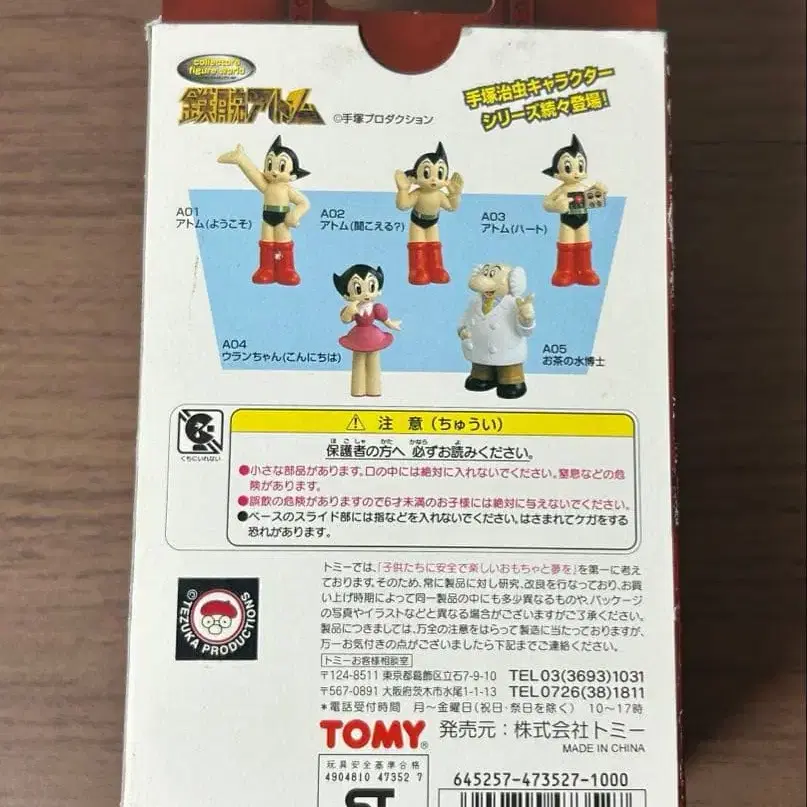 collectors
figure world
鉄腕アトム
©手塚プロダクション
手塚治虫キャラクター
シリーズ続々登場!
A01
アトム(ようこそ)
A02
アトム(聞こえる?)
A03
アトム(ハート)
A04
ウランちゃん(こんにちは)
A05
お茶の水博士
くちにいれない
⚠ 注 意 (ちゅうい)
ほごしゃ かた かなら よ
保護者の方へ 必ずお読みください。
●小さな部品があります。口の中には絶対に入れないでください。窒息などの危
険があります。
●誤飲の危険がありますので6才未満のお子様には絶対に与えないでください。
●ベースのスライド部には指などを入れないでください。はさまれてケガをする
恐れがあります。
トミーでは、「子供たちに安全で楽しいおもちゃと夢を」を第一に考え
ております。そのため、常に製品に対し研究、改良を行なっており、お買
い上げ時期によって同一製品の中にも多少異なるものや、パッケージ
の写真やイラストなどと異なる場合がございますがご了承ください。
製品につきましては、万全の注意をはらって製造に当たっておりますが、
万一お気付きの点がございましたら下記までご連絡ください。
©TEZUKA PRODUCTIONS
トミーお客様相談室
〒124-8511 東京都葛飾区立石7-9-10 TEL03(3693)1031
〒567-0891 大阪府茨木市水尾1-1-13 TEL0726(38)1811
*電話受付時間 月〜金曜日(祝日・祭日を除く) 10〜17時
TOMY® 発売元:株式会社トミー
MADE IN CHINA
玩具安全基準合格
4904810 47352 7
ST
645257-473527-1000